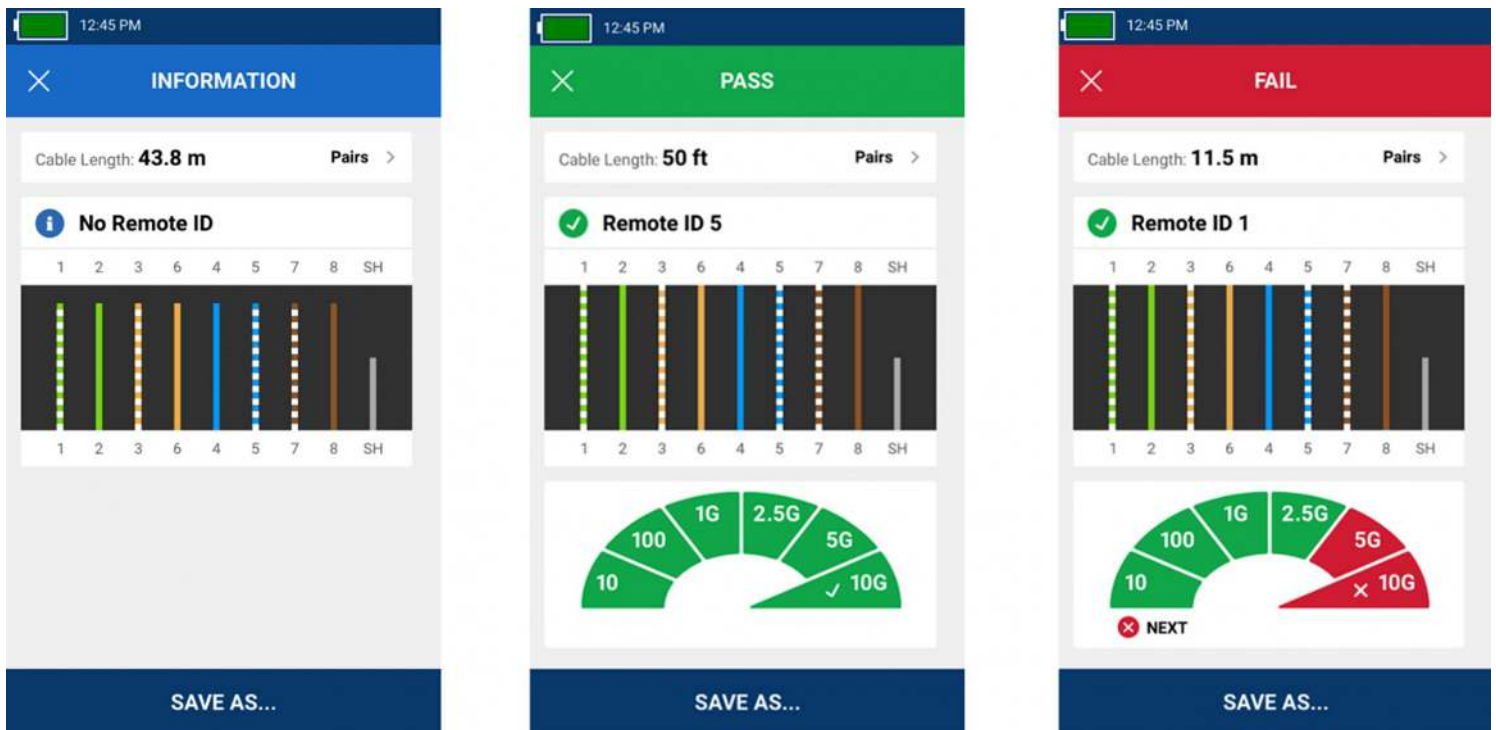 12:45 PM
INFORMATION
Cable Length: 43.8 m Pairs >
i No Remote ID
1 2 3 6 4 5 7 8 SH
1 2 3 6 4 5 7 8 SH
SAVE AS...
12:45 PM
PASS
Cable Length: 50 ft Pairs >
Remote ID 5
1 2 3 6 4 5 7 8 SH
1 2 3 6 4 5 7 8 SH
10 100 1G 2.5G 5G 10G
SAVE AS...
12:45 PM
FAIL
Cable Length: 11.5 m Pairs >
Remote ID 1
1 2 3 6 4 5 7 8 SH
1 2 3 6 4 5 7 8 SH
10 100 1G 2.5G 5G 10G
NEXT
SAVE AS...